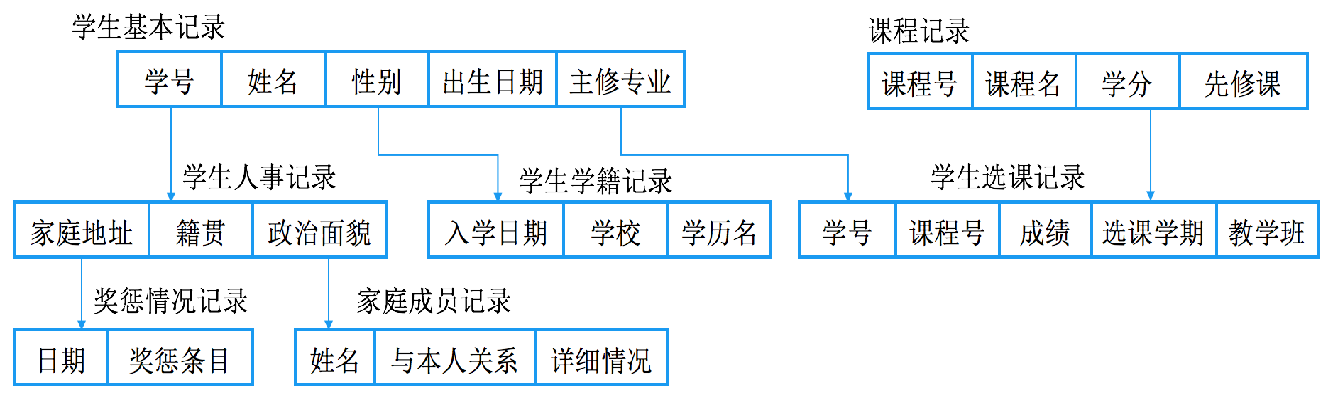 学生基本记录
课程记录
学号 姓名 性别 出生日期 主修专业
课程号 课程名 学分 先修课
学生人事记录
学生学籍记录
学生选课记录
家庭地址 籍贯 政治面貌
入学日期 学校 学历名
学号 课程号 成绩 选课学期 教学班
奖惩情况记录
家庭成员记录
日期 奖惩条目
姓名 与本人关系 详细情况